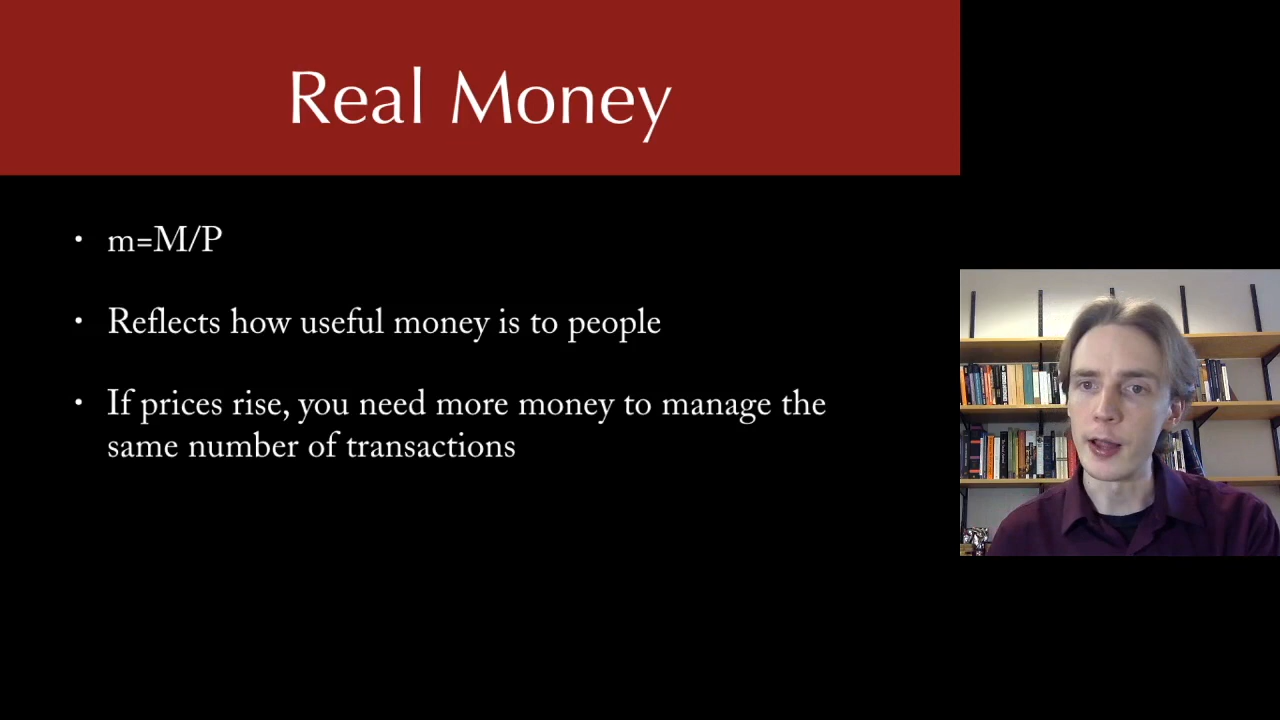 Real Money
• m=M/P
• Reflects how useful money is to people
• If prices rise, you need more money to manage the
same number of transactions